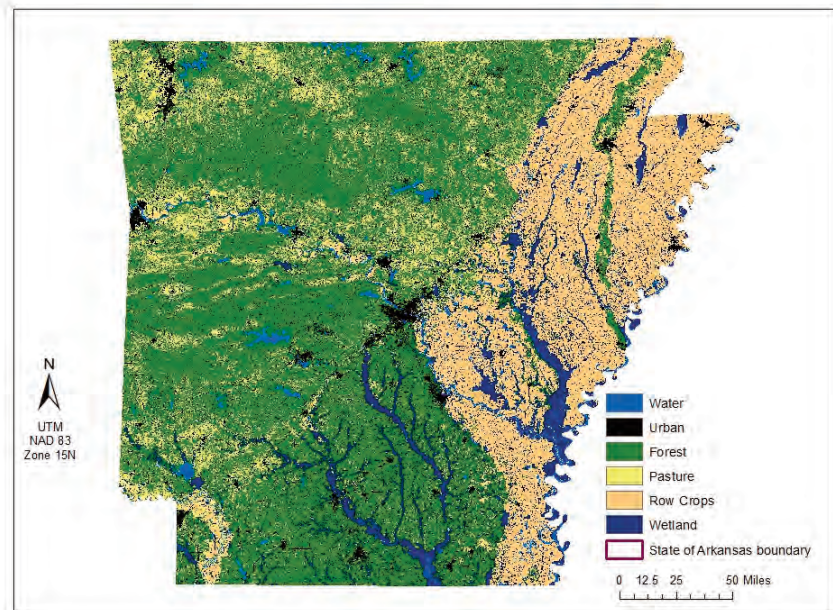 N
UTM
NAD 83
Zone 15N
Water
Urban
Forest
Pasture
Row Crops
Wetland
State of Arkansas boundary
0 12.5 25 50 Miles